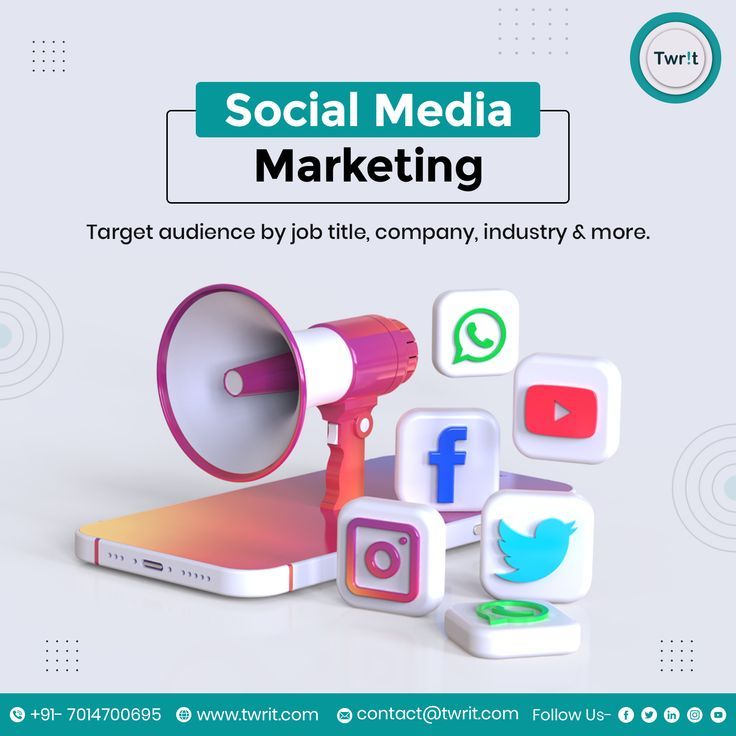 Twr!t
Social Media
Marketing
Target audience by job title, company, industry & more.
+91- 7014700695 www.twrit.com contact@twrit.com Follow Us-